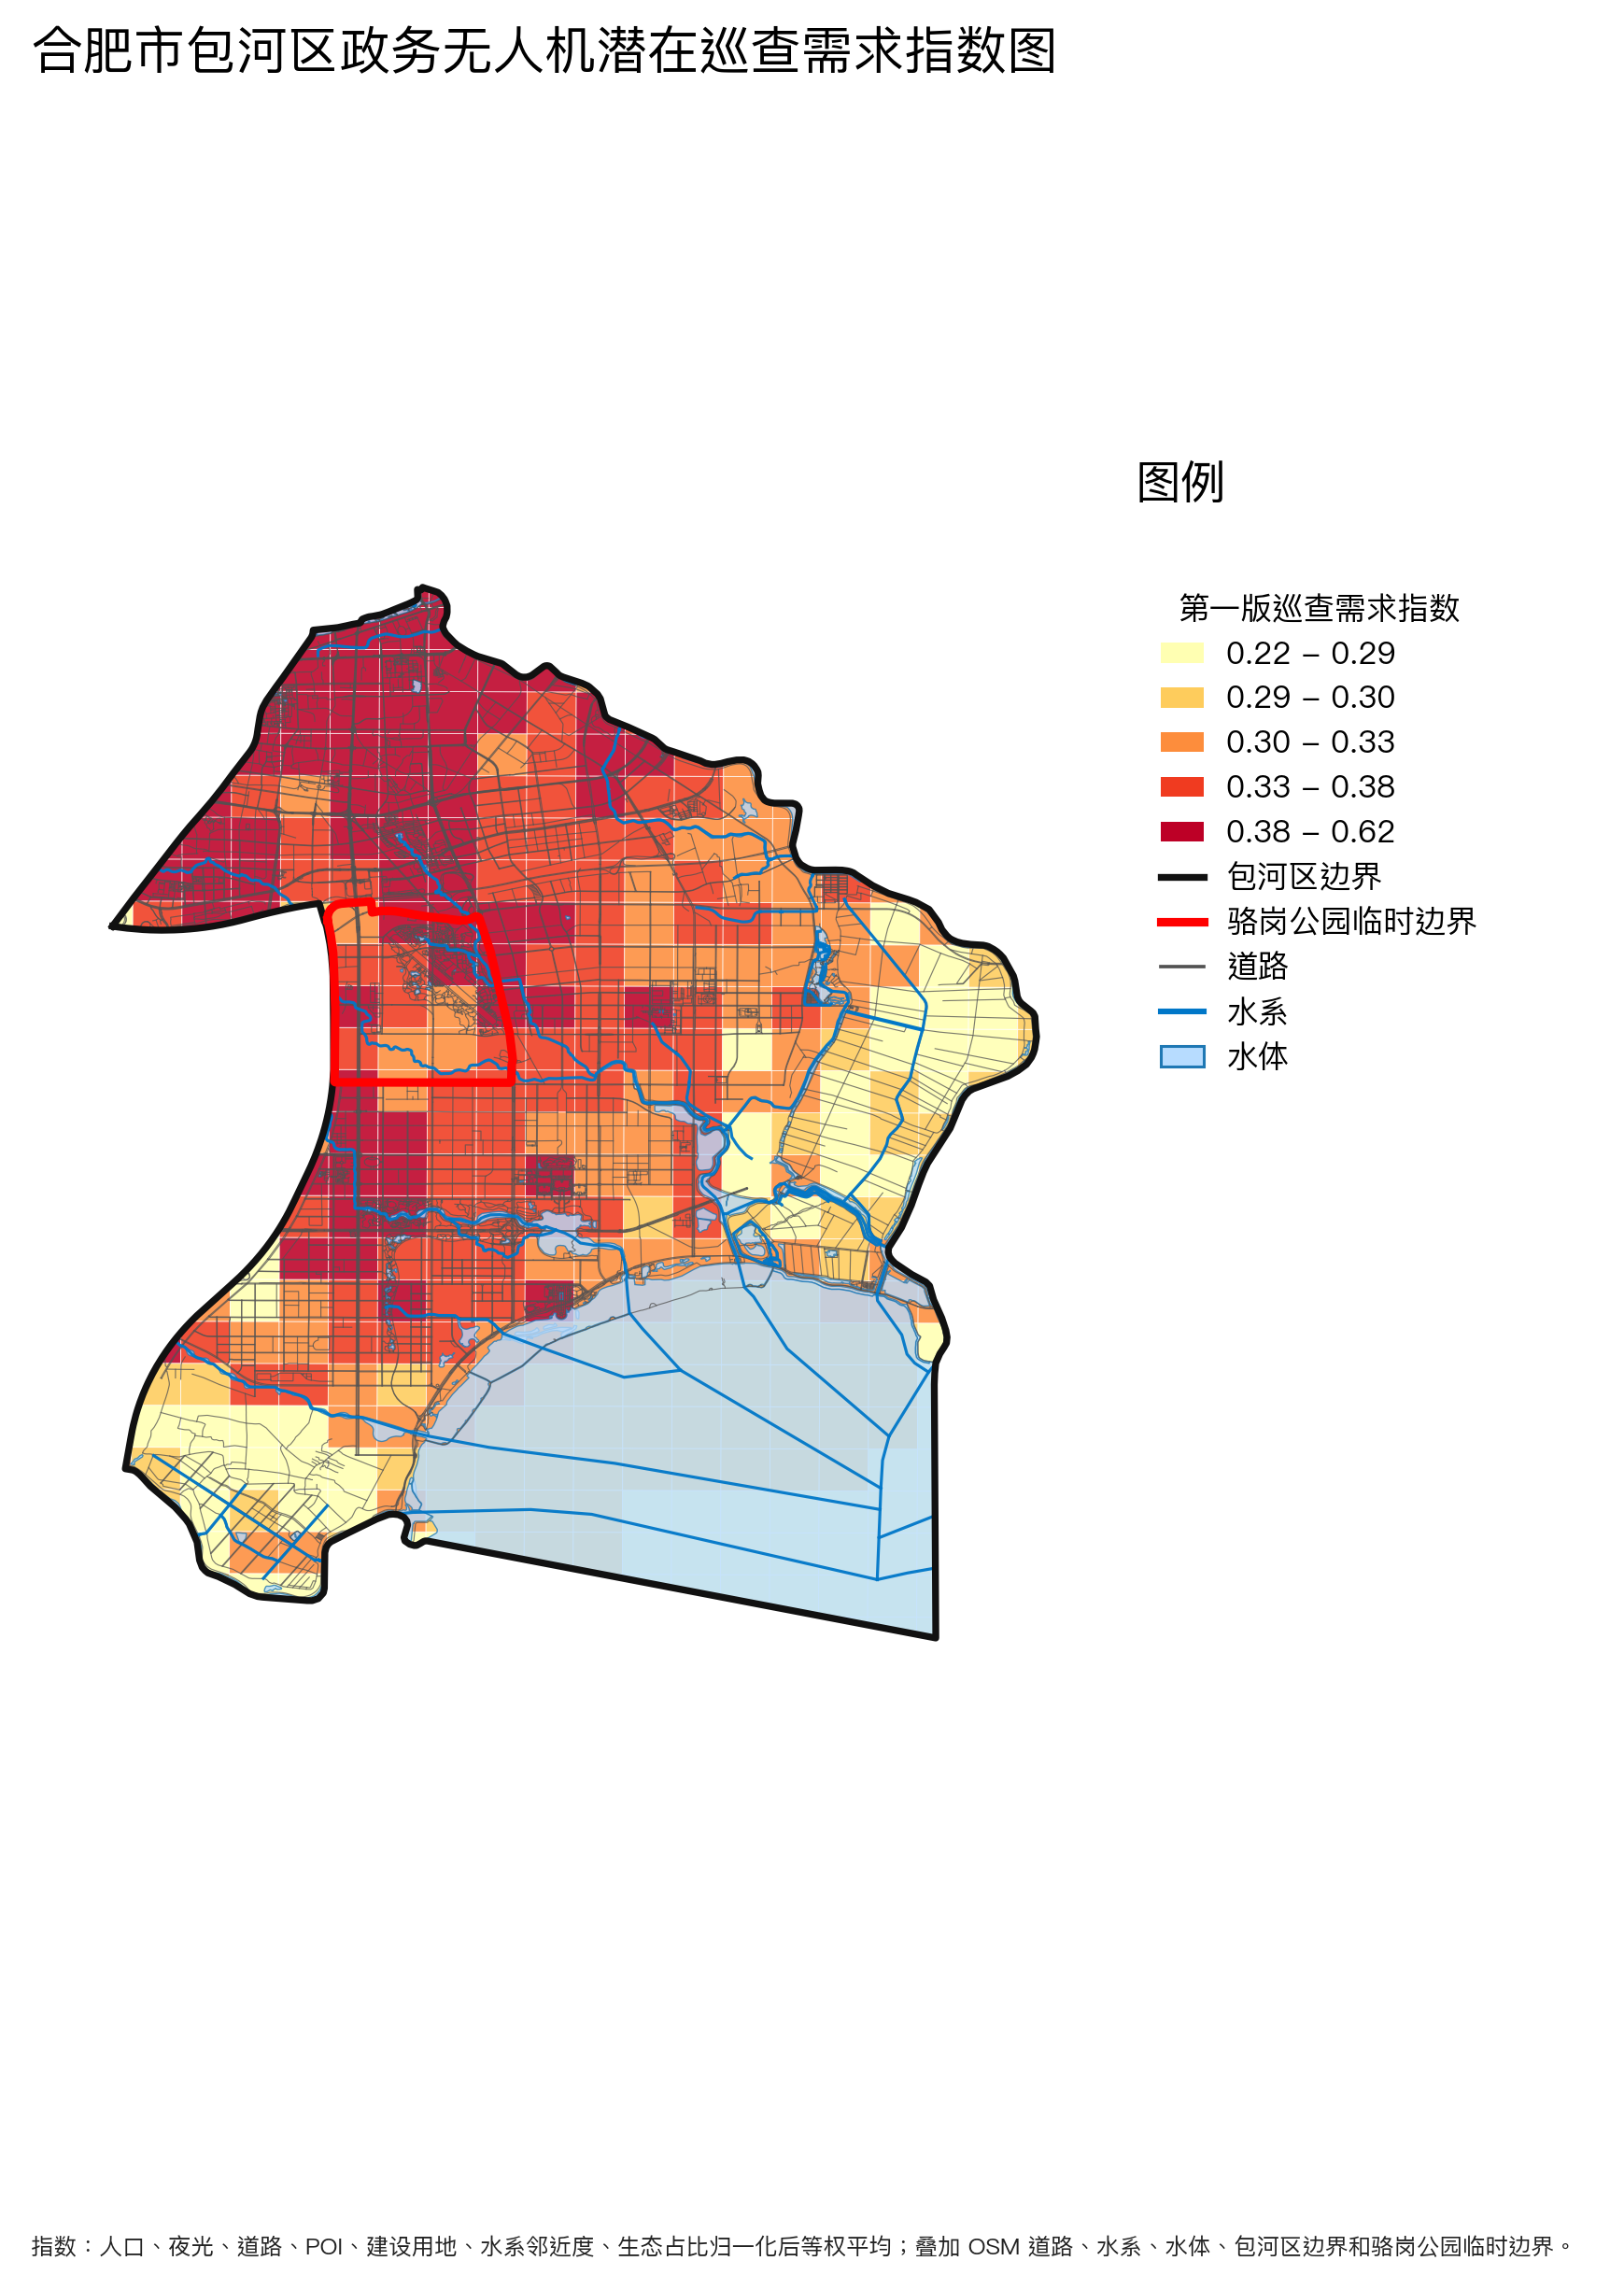 合肥市包河区政务无人机潜在巡查需求指数图
图例
第一版巡查需求指数
0.22 – 0.29
0.29 – 0.30
0.30 – 0.33
0.33 – 0.38
0.38 – 0.62
包河区边界
骆岗公园临时边界
道路
水系
水体
指数：人口、夜光、道路、POI、建设用地、水系邻近度、生态占比归一化后等权平均；叠加 OSM 道路、水系、水体、包河区边界和骆岗公园临时边界。